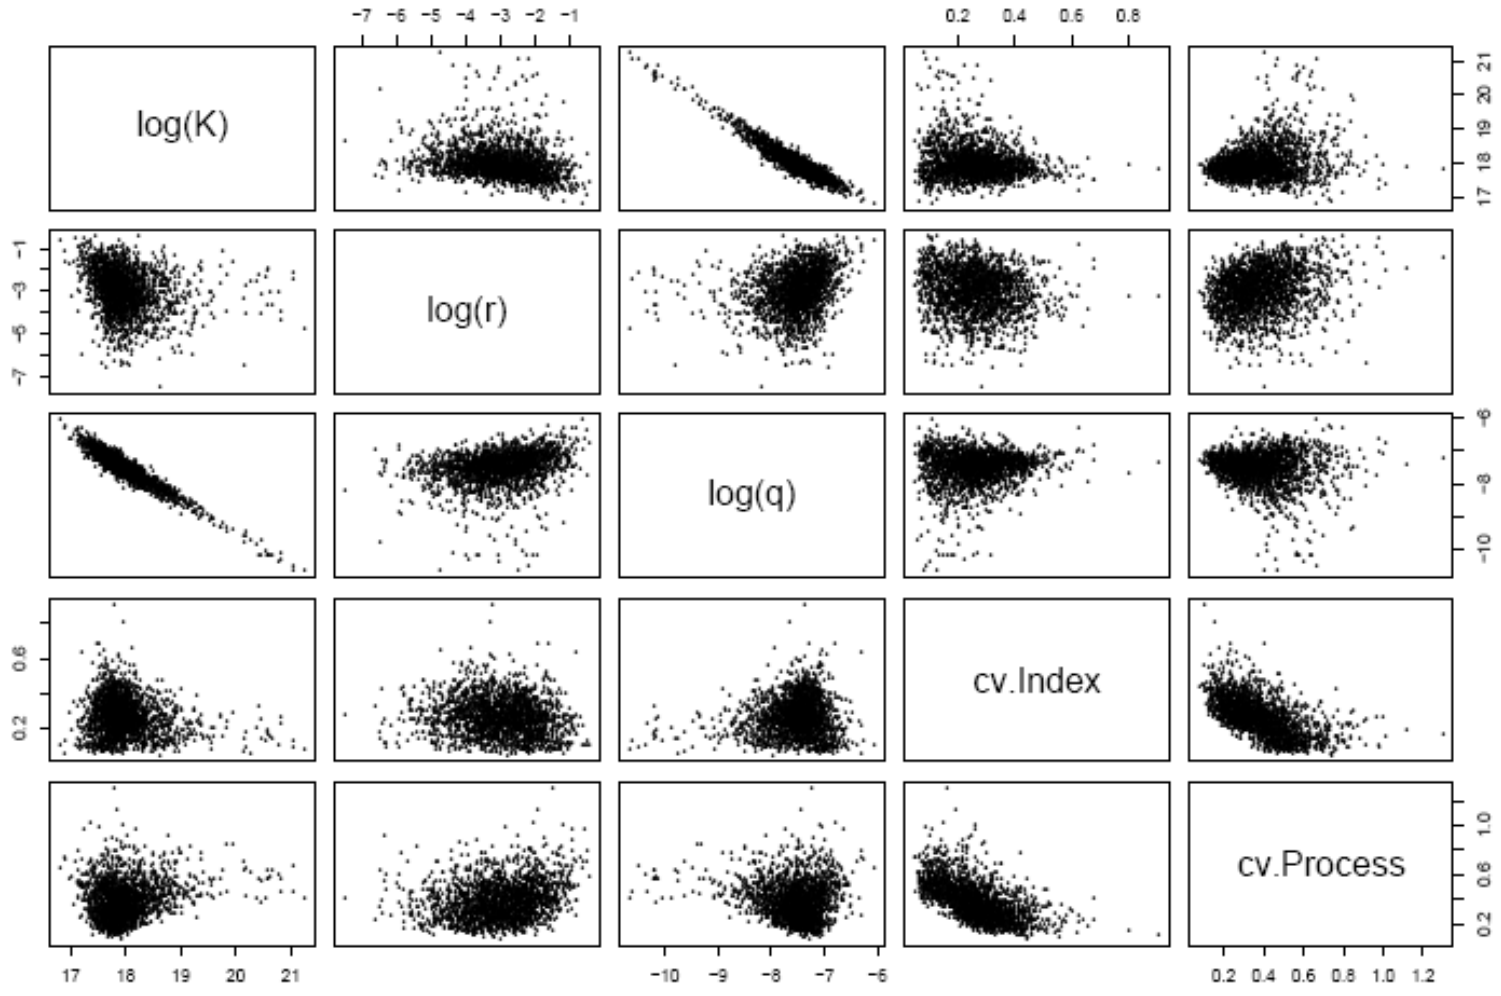 −7 −6 −5 −4 −3 −2 −1
0.2 0.4 0.6 0.8
log(K)
17 18 19 20 21
−7 −5 −3 −1
log(r)
log(q)
−10 −8 −6
0.2 0.6
cv.Index
cv.Process
0.2 0.6 1.0
17 18 19 20 21
−10 −9 −8 −7 −6
0.2 0.4 0.6 0.8 1.0 1.2